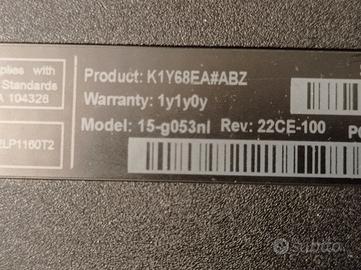 plies with
Standards
A 104326
LP1160T2
Product: K1Y68EA#ABZ
Warranty: 1y1y0y
Model: 15-g053nl Rev: 22CE-100
subito